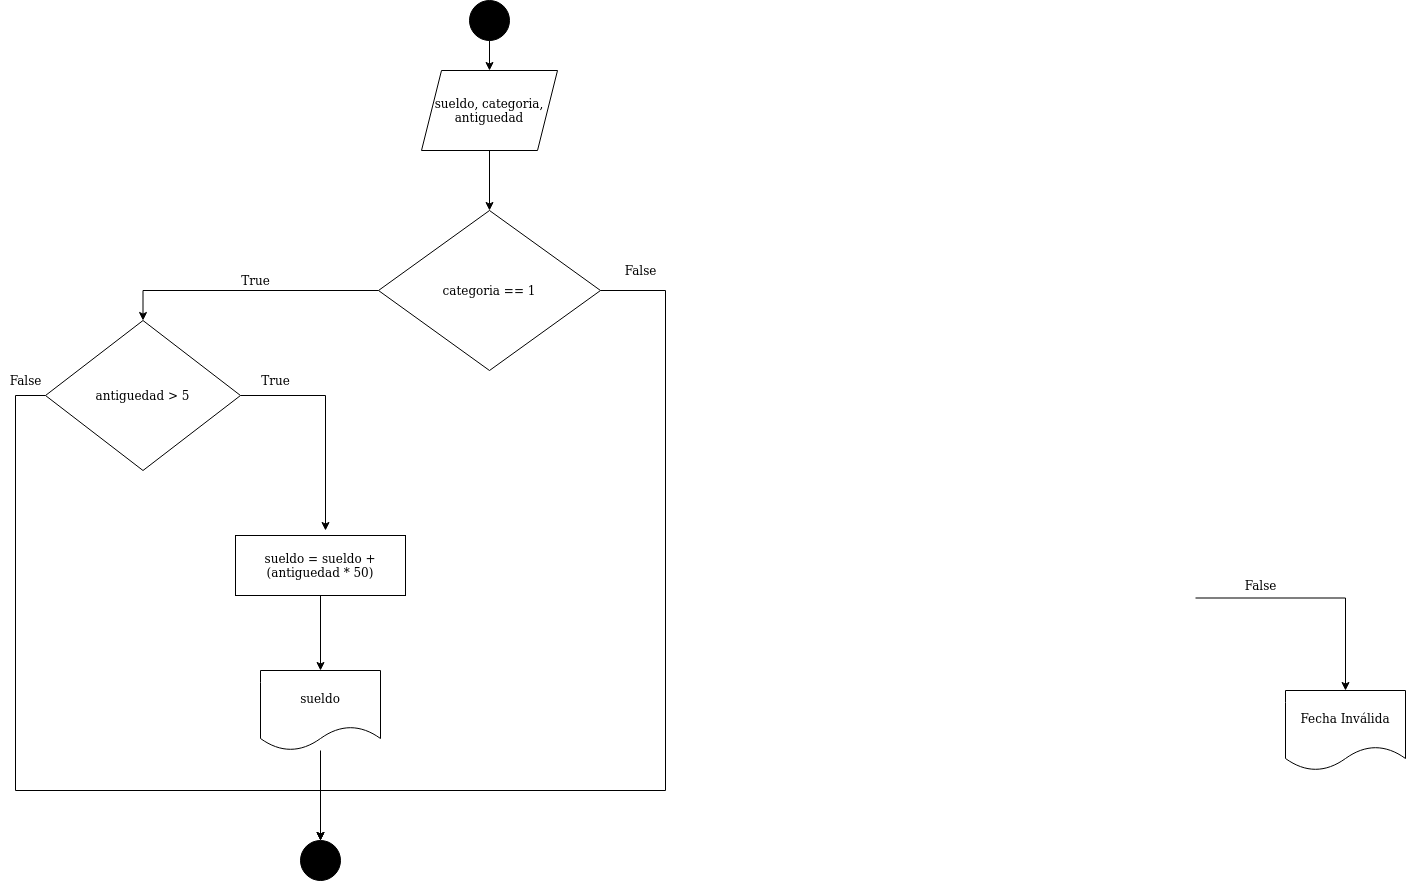 sueldo, categoria,
antiguedad
categoria == 1
True
False
antiguedad > 5
False
True
sueldo = sueldo +
(antiguedad * 50)
sueldo
False
Fecha Inválida